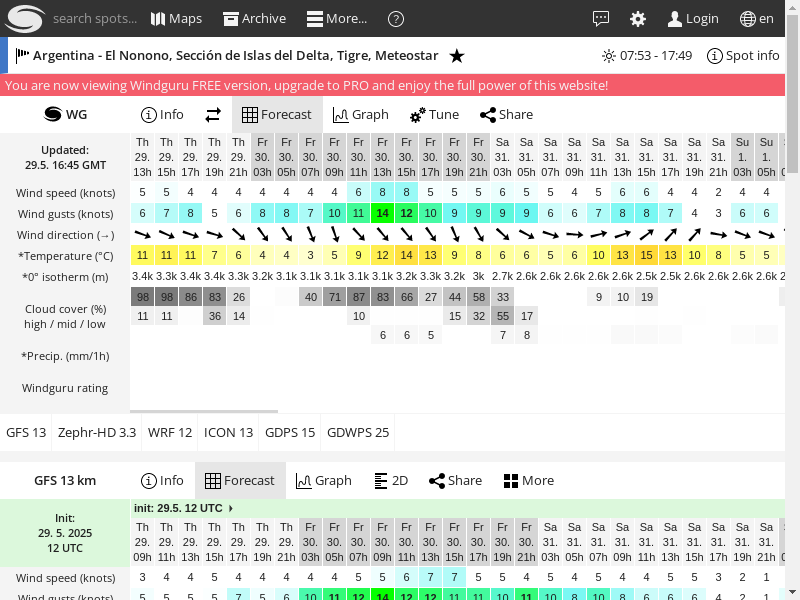 search spots... Maps Archive More... ? Login en
Argentina - El Nonono, Sección de Islas del Delta, Tigre, Meteostar ★ 07:53 - 17:49 Spot info
You are now viewing Windguru FREE version, upgrade to PRO and enjoy the full power of this website!
WG Info Forecast Graph Tune Share
Updated:
29.5. 16:45 GMT
Th Th Th Th Th Fr Fr Fr Fr Fr Fr Fr Fr Fr Fr Sa Sa Sa Sa Sa Sa Sa Sa Sa Sa Su Su
29. 29. 29. 29. 29. 30. 30. 30. 30. 30. 30. 30. 30. 30. 30. 31. 31. 31. 31. 31. 31. 31. 31. 31. 31. 1. 1.
13h 15h 17h 19h 21h 03h 05h 07h 09h 11h 13h 15h 17h 19h 21h 03h 05h 06h 09h 11h 13h 15h 17h 19h 21h 03h 05h
Wind speed (knots) 5 5 4 4 4 4 4 4 4 6 8 8 5 5 5 6 5 5 4 5 6 6 4 4 2 4 4
Wind gusts (knots) 6 7 8 5 6 8 8 7 10 11 14 12 10 9 9 9 9 6 6 7 8 8 7 4 3 6 6
Wind direction (→)
*Temperature (°C) 11 11 11 7 6 4 4 3 5 9 12 14 13 9 8 6 6 5 6 10 13 15 13 10 8 5 5
*0° isotherm (m) 3.4k 3.3k 3.4k 3.4k 3.3k 3.2k 3.1k 3.1k 3.1k 3.1k 3.1k 3.2k 3.3k 3.2k 3k 2.7k 2.6k 2.6k 2.6k 2.6k 2.6k 2.5k 2.5k 2.6k 2.6k 2.6k 2.6k
Cloud cover (%)
high / mid / low
98 98 86 83 26 40 71 87 83 66 27 44 58 33 9 10 19
11 11 36 14 10 15 32 55 17
6 6 5 7 8
*Precip. (mm/1h)
Windguru rating
GFS 13 Zephr-HD 3.3 WRF 12 ICON 13 GDPS 15 GDWPS 25
GFS 13 km Info Forecast Graph 2D Share More
init: 29.5. 12 UTC
Init:
29. 5. 2025
12 UTC
Th Th Th Th Th Th Th Fr Fr Fr Fr Fr Fr Fr Fr Fr Fr Sa Sa Sa Sa Sa Sa Sa Sa Sa Sa
29. 29. 29. 29. 29. 29. 29. 30. 30. 30. 30. 30. 30. 30. 30. 30. 30. 31. 31. 31. 31. 31. 31. 31. 31. 31. 31.
09h 11h 13h 15h 17h 19h 21h 03h 05h 07h 09h 11h 13h 15h 17h 19h 21h 03h 05h 07h 09h 11h 13h 15h 17h 19h 21h
Wind speed (knots) 3 4 4 5 4 4 4 4 4 5 5 6 7 7 5 5 4 5 4 5 4 4 5 5 3 2 1
Wind gusts (knots) 5 5 5 5 7 5 6 10 11 12 14 12 12 11 11 10 11 10 8 10 8 6 6 6 4 2 2